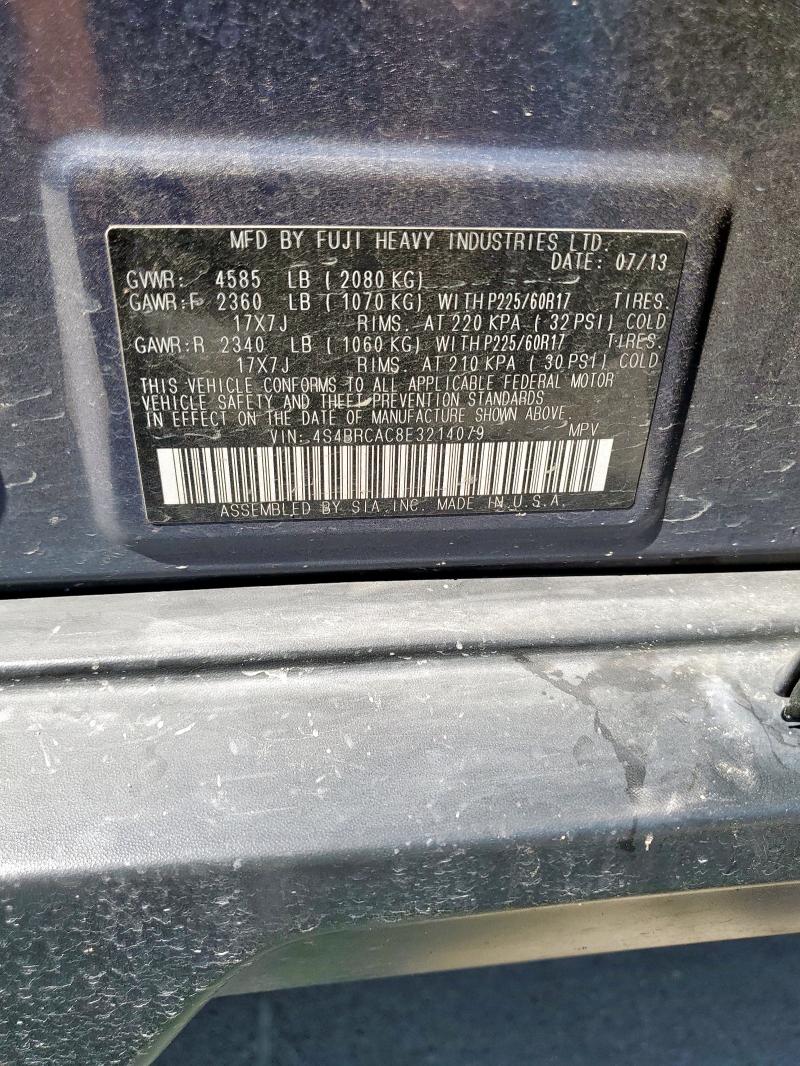 MFD BY FUJI HEAVY INDUSTRIES LTD.
DATE: 07/13
GVWR: 4585 LB ( 2080 KG)
GAWR:F 2360 LB ( 1070 KG) WITH P225/60R17 TIRES.
17X7J RIMS. AT 220 KPA ( 32 PSI) COLD
GAWR:R 2340 LB ( 1060 KG) WITH P225/60R17 TIRES.
17X7J RIMS. AT 210 KPA ( 30 PSI) COLD
THIS VEHICLE CONFORMS TO ALL APPLICABLE FEDERAL MOTOR
VEHICLE SAFETY AND THEFT PREVENTION STANDARDS
IN EFFECT ON THE DATE OF MANUFACTURE SHOWN ABOVE.
VIN: 4S4BRCAC8E3214079 MPV
ASSEMBLED BY SIA INC. MADE IN U.S.A.